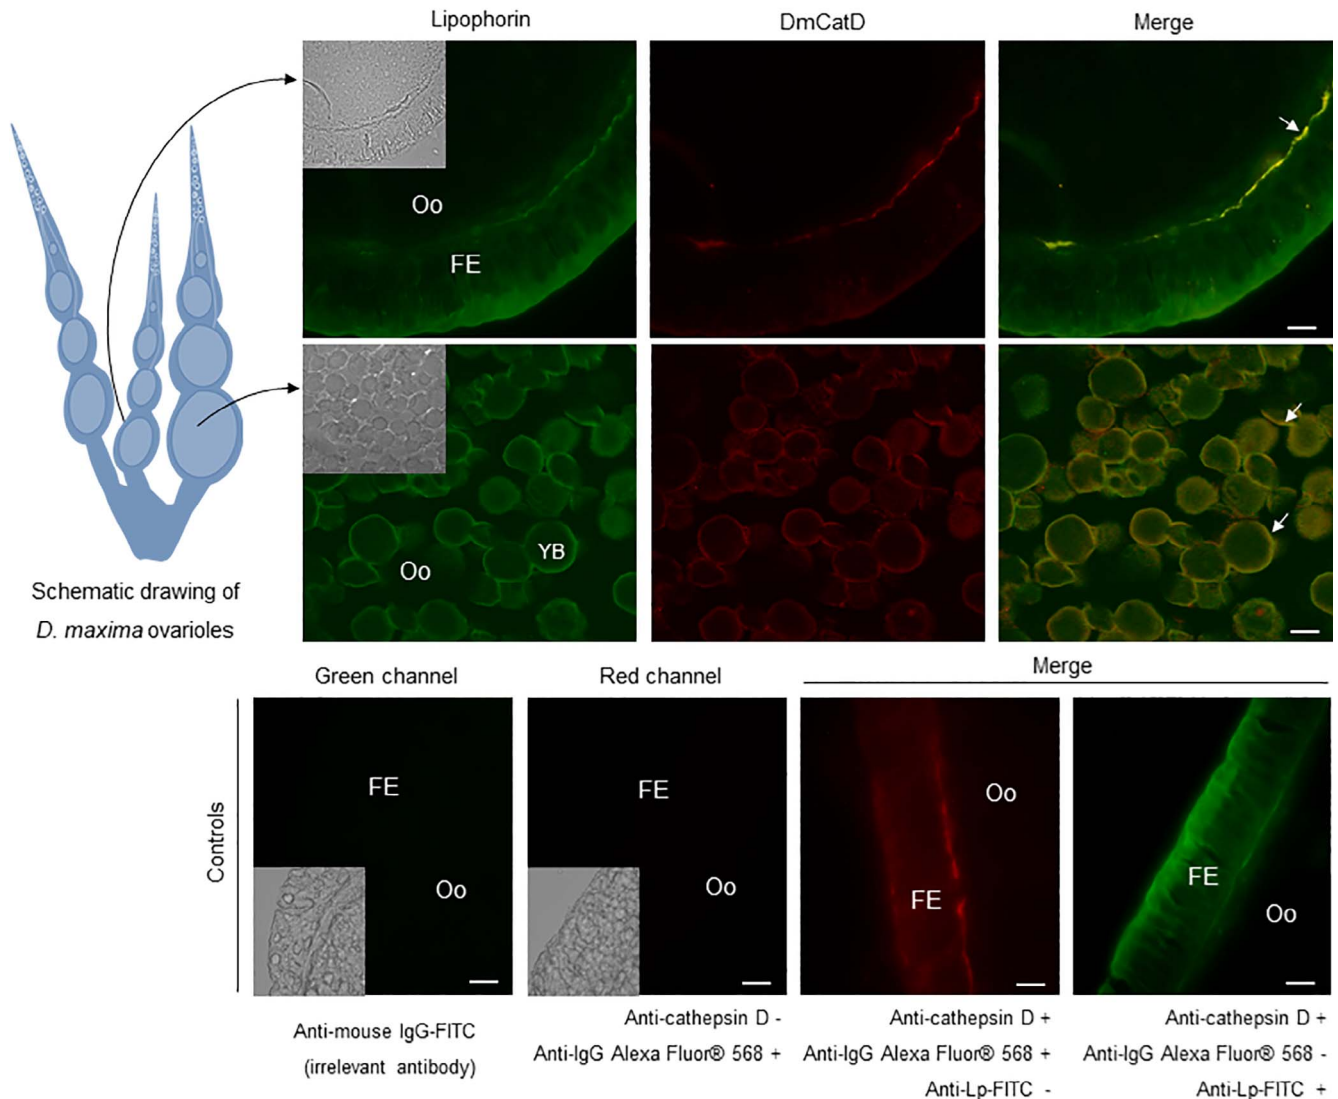 Lipophorin
DmCatD
Merge
Oo
FE
Oo
YB
Schematic drawing of
D. maxima ovarioles
Green channel
Red channel
Merge
Controls
FE
Oo
FE
Oo
FE
Oo
FE
Oo
Anti-mouse IgG-FITC
(irrelevant antibody)
Anti-cathepsin D -
Anti-IgG Alexa Fluor® 568 +
Anti-cathepsin D +
Anti-IgG Alexa Fluor® 568 +
Anti-Lp-FITC -
Anti-cathepsin D +
Anti-IgG Alexa Fluor® 568 -
Anti-Lp-FITC +